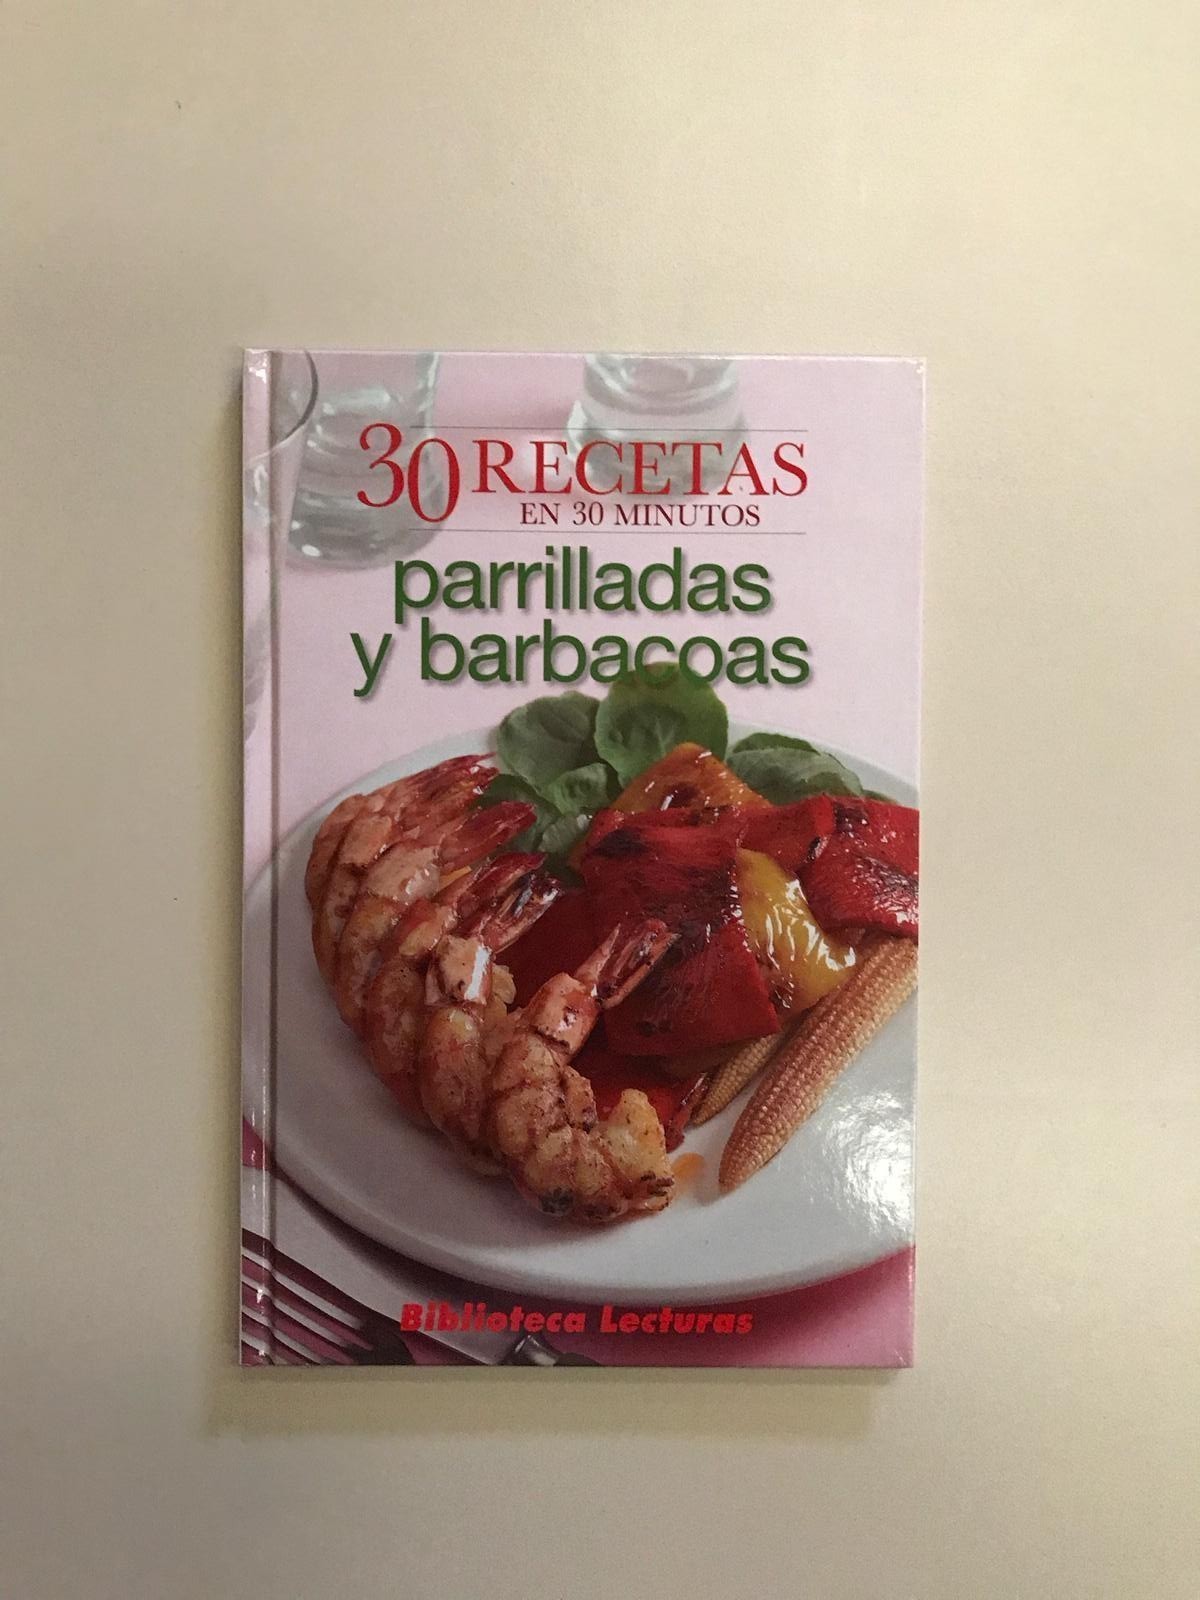 30 RECETAS
EN 30 MINUTOS
parrilladas
y barbacoas
Biblioteca Lecturas